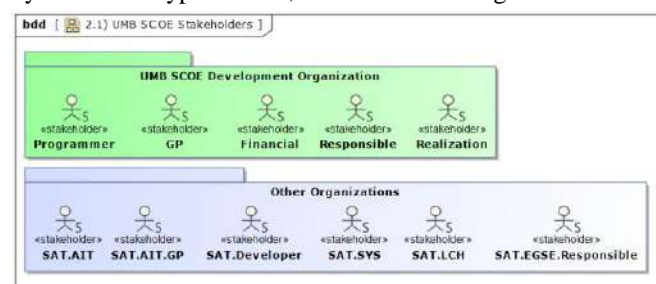 bdd [ 2.1) UMB SCOE Stakeholders ]
UMB SCOE Development Organization
«stakeholder» «stakeholder» «stakeholder» «stakeholder» «stakeholder»
Programmer GP Financial Responsible Realization
Other Organizations
«stakeholder» «stakeholder» «stakeholder» «stakeholder» «stakeholder» «stakeholder»
SAT.AIT SAT.AIT.GP SAT.Developer SAT.SYS SAT.LCH SAT.EGSE.Responsible